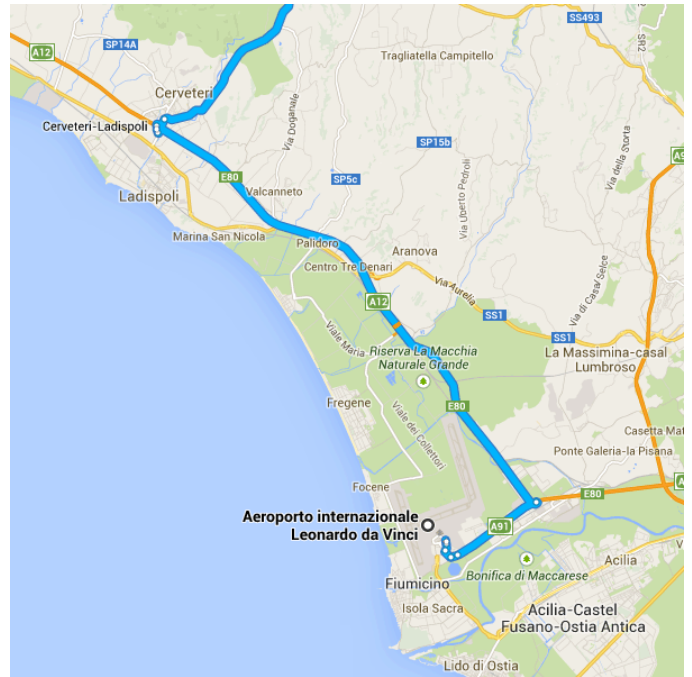 SS493
SR2
A12
SP14A
Tragliatella Campitello
Cerveteri
Via Doganale
Cerveteri-Ladispoli
SP15b
Via della Storta
E80
SP5c
Via Uberto Pedroli
Valcanneto
Ladispoli
Marina San Nicola
Palidoro
Aranova
Centro Tre Denari
Via Aurelia
Via di Casal Selce
A12
SS1
SS1
Viale Maria
Riserva La Macchia
Naturale Grande
La Massimina-casal
Lumbroso
Fregene
Viale dei Collettori
E80
Casetta Mat
Ponte Galeria-la Pisana
Focene
E80
Aeroporto internazionale
Leonardo da Vinci
A91
Fiumicino
Bonifica di Maccarese
Acilia
Isola Sacra
Acilia-Castel
Fusano-Ostia Antica
Lido di Ostia